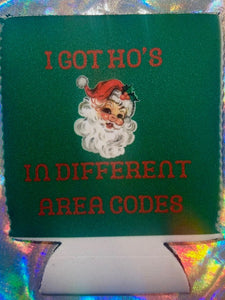 I GOT HO'S
IN DIFFERENT
AREA CODES